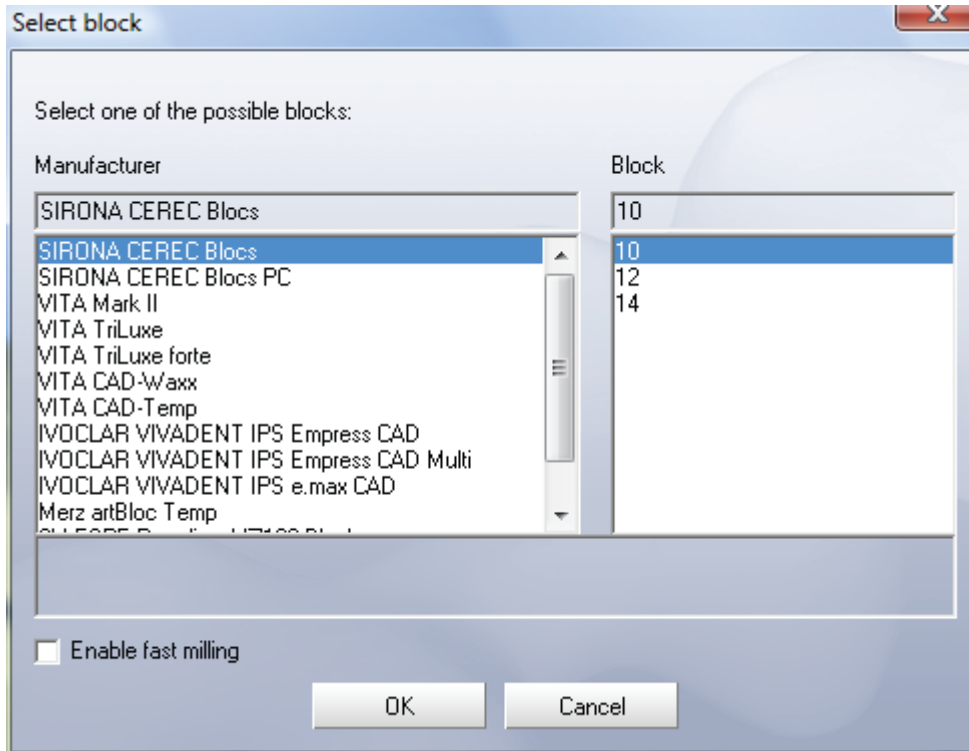 Select block
Select one of the possible blocks:
Manufacturer
Block
SIRONA CEREC Blocs
10
SIRONA CEREC Blocs
10
SIRONA CEREC Blocs PC
12
VITA Mark II
14
VITA TriLuxe
VITA TriLuxe forte
VITA CAD-Waxx
VITA CAD-Temp
IVOCLAR VIVADENT IPS Empress CAD
IVOCLAR VIVADENT IPS Empress CAD Multi
IVOCLAR VIVADENT IPS e.max CAD
Merz artBloc Temp
Enable fast milling
OK
Cancel